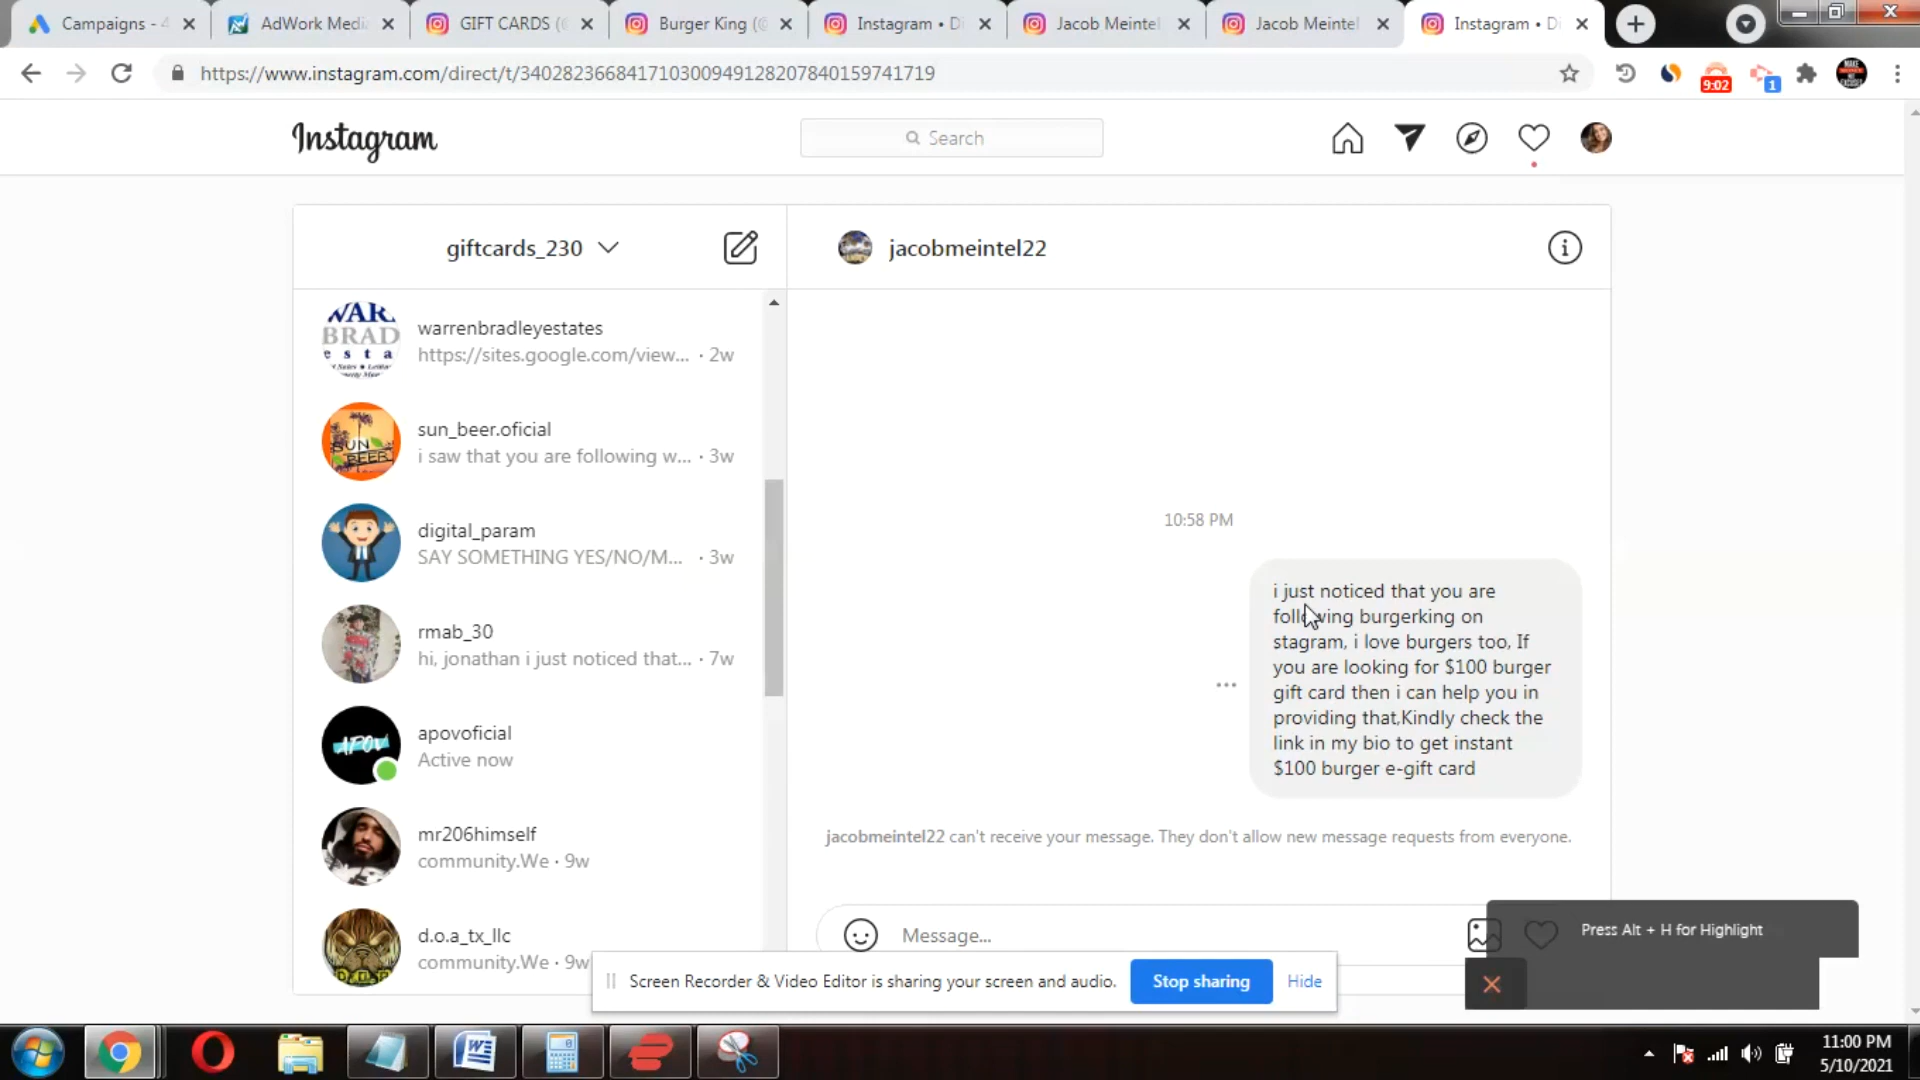 Campaigns - 4
AdWork Medi
GIFT CARDS (
Burger King (
Instagram • Di
Jacob Meintel
Jacob Meintel
Instagram • Di
https://www.instagram.com/direct/t/340282366841710300949128207840159741719
9:02
1
Instagram
Search
giftcards_230
jacobmeintel22
BRAD
esta
warrenbradleyestates
https://sites.google.com/view... · 2w
sun_beer.oficial
i saw that you are following w... · 3w
digital_param
SAY SOMETHING YES/NO/M... · 3w
rmab_30
hi, jonathan i just noticed that... · 7w
APOV
apovoficial
Active now
mr206himself
community.We · 9w
d.o.a_tx_llc
community.We · 9w
10:58 PM
i just noticed that you are
following burgerking on
stagram, i love burgers too, If
you are looking for $100 burger
gift card then i can help you in
providing that,Kindly check the
link in my bio to get instant
$100 burger e-gift card
jacobmeintel22 can't receive your message. They don't allow new message requests from everyone.
Message...
Press Alt + H for Highlight
Screen Recorder & Video Editor is sharing your screen and audio.
Stop sharing
Hide
11:00 PM
5/10/2021